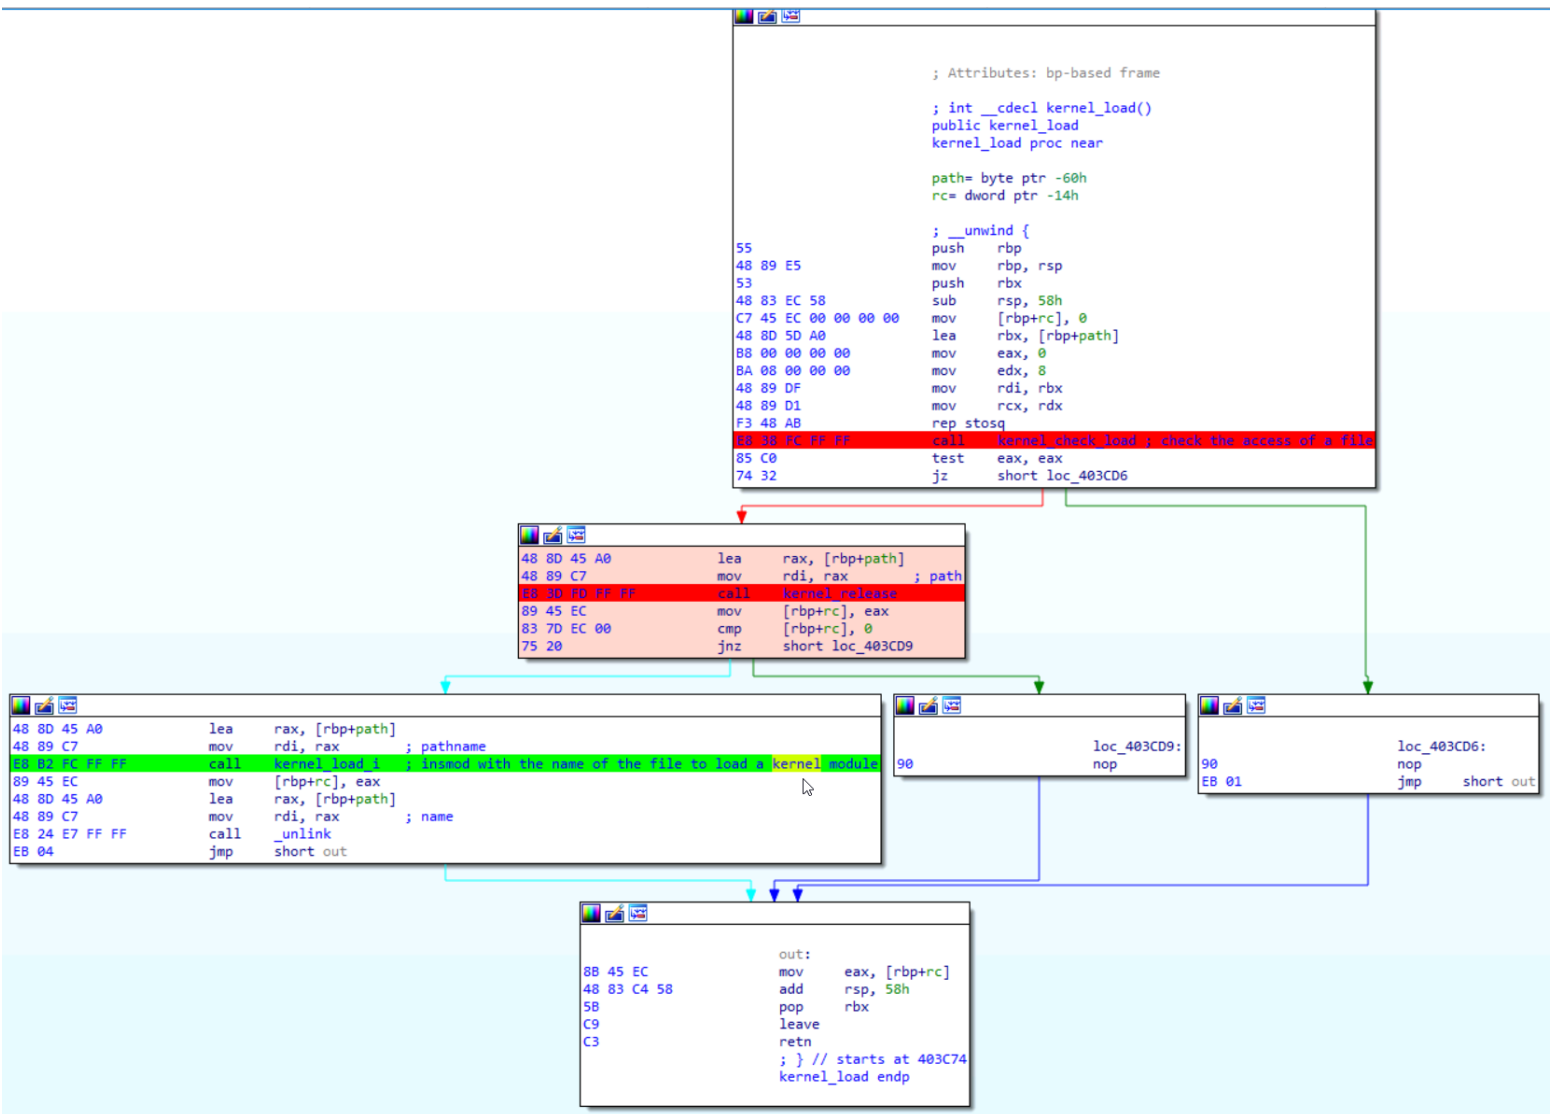 ; Attributes: bp-based frame
; int __cdecl kernel_load()
public kernel_load
kernel_load proc near
path= byte ptr -60h
rc= dword ptr -14h
; __unwind {
55 push rbp
48 89 E5 mov rbp, rsp
53 push rbx
48 83 EC 58 sub rsp, 58h
C7 45 EC 00 00 00 00 mov [rbp+rc], 0
48 8D 5D A0 lea rbx, [rbp+path]
B8 00 00 00 00 mov eax, 0
BA 08 00 00 00 mov edx, 8
48 89 DF mov rdi, rbx
48 89 D1 mov rcx, rdx
F3 48 AB rep stosq
E8 38 FC FF FF call kernel_check_load ; check the access of a file
85 C0 test eax, eax
74 32 jz short loc_403CD6
48 8D 45 A0 lea rax, [rbp+path]
48 89 C7 mov rdi, rax ; path
E8 3D FD FF FF call kernel_release
89 45 EC mov [rbp+rc], eax
83 7D EC 00 cmp [rbp+rc], 0
75 20 jnz short loc_403CD9
48 8D 45 A0 lea rax, [rbp+path]
48 89 C7 mov rdi, rax ; pathname
E8 B2 FC FF FF call kernel_load_i ; insmod with the name of the file to load a kernel module
89 45 EC mov [rbp+rc], eax
48 8D 45 A0 lea rax, [rbp+path]
48 89 C7 mov rdi, rax ; name
E8 24 E7 FF FF call _unlink
EB 04 jmp short out
loc_403CD9:
90 nop
loc_403CD6:
90 nop
EB 01 jmp short out
out:
8B 45 EC mov eax, [rbp+rc]
48 83 C4 58 add rsp, 58h
5B pop rbx
C9 leave
C3 retn
; } // starts at 403C74
kernel_load endp